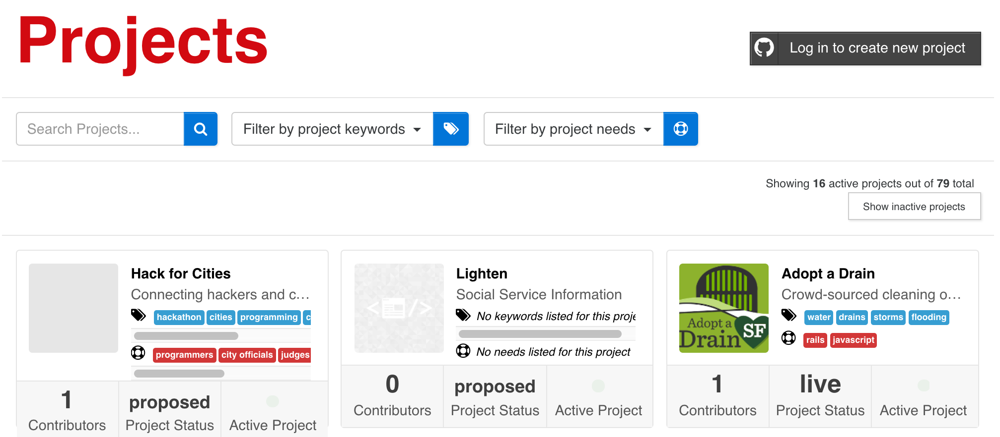 Projects
Log in to create new project
Search Projects...
Filter by project keywords
Filter by project needs
Showing 16 active projects out of 79 total
Show inactive projects
Hack for Cities
Connecting hackers and c...
hackathon cities programming c
programmers city officials judges
1
Contributors
proposed
Project Status
Active Project
</>
Lighten
Social Service Information
No keywords listed for this proje
No needs listed for this project
0
Contributors
proposed
Project Status
Active Project
Adopt a
Drain
SF
Adopt a Drain
Crowd-sourced cleaning o...
water drains storms flooding
rails javascript
1
Contributors
live
Project Status
Active Project